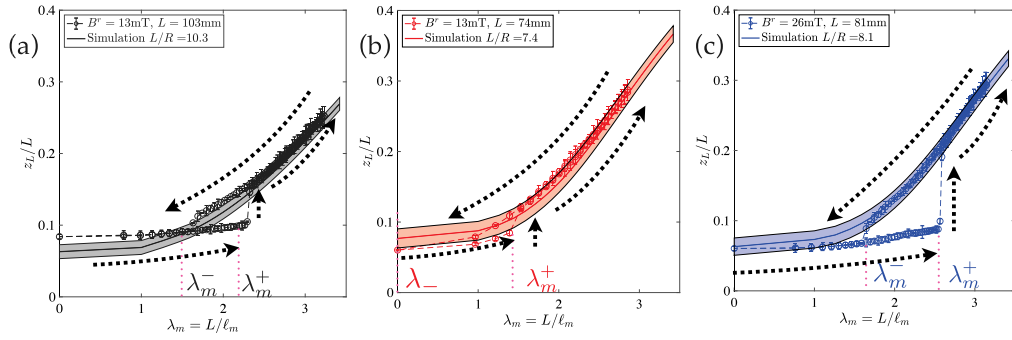 (a)
B^r = 13mT, L = 103mm
Simulation L/R =10.3
0.4
0.3
0.2
0.1
0
z_L/L
λ_m^-
λ_m^+
0
1
2
3
λ_m = L/ℓ_m
(b)
B^r = 13mT, L = 74mm
Simulation L/R =7.4
0.4
0.3
0.2
0.1
0
z_L/L
λ_-
λ_m^+
0
1
2
3
λ_m = L/ℓ_m
(c)
B^r = 26mT, L = 81mm
Simulation L/R =8.1
0.4
0.3
0.2
0.1
0
z_L/L
λ_m^-
λ_m^+
0
1
2
3
λ_m = L/ℓ_m